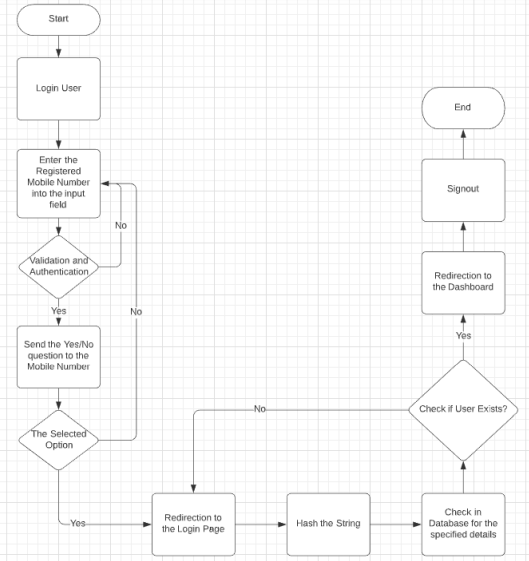 Start
Login User
Enter the
Registered
Mobile Number
into the input
field
No
Validation and
Authentication
Yes
No
Send the Yes/No
question to the
Mobile Number
The Selected
Option
Yes
Redirection to
the Login Page
Hash the String
Check in
Database for the
specified details
No
Check if User Exists?
Yes
Redirection to
the Dashboard
Signout
End